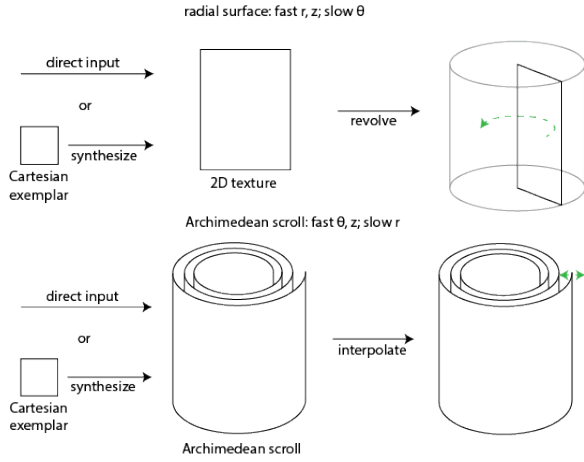 radial surface: fast r, z; slow θ
direct input
or
synthesize
revolve
Cartesian
exemplar
2D texture
Archimedean scroll: fast θ, z; slow r
direct input
or
synthesize
interpolate
Cartesian
exemplar
Archimedean scroll